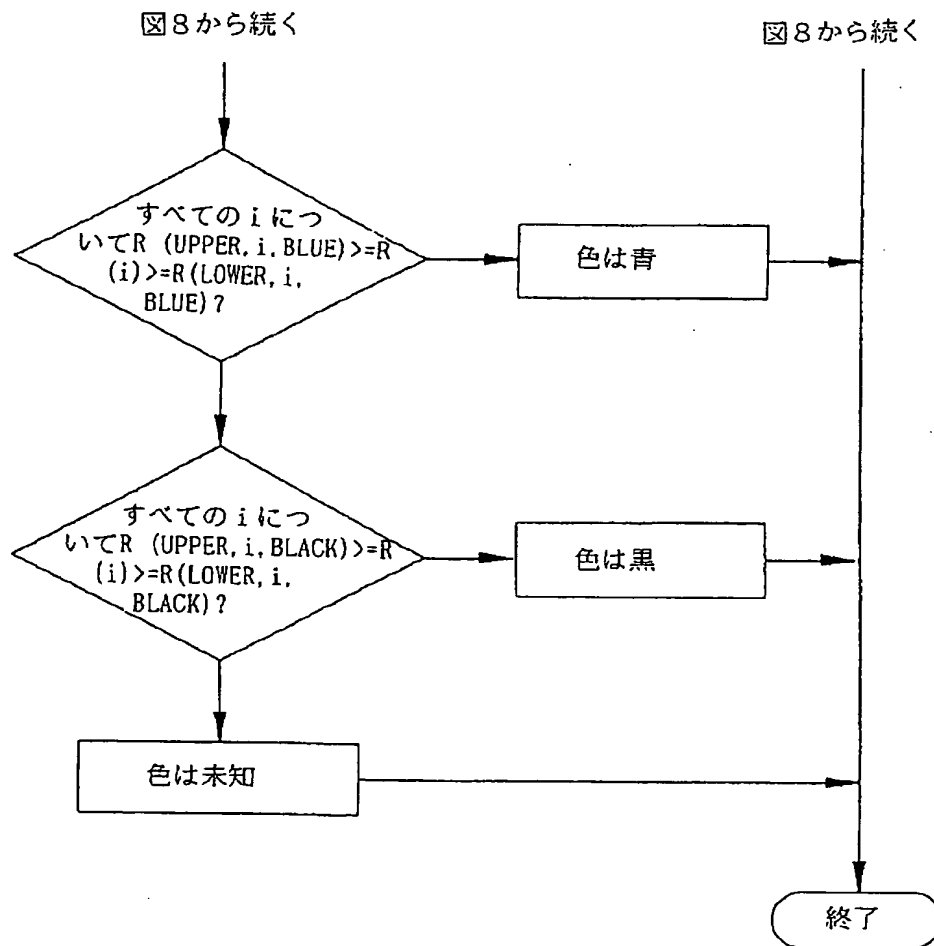 図8から続く
図8から続く
すべてのiにつ
いてR (UPPER, i, BLUE)>=R
(i)>=R(LOWER, i,
BLUE)?
色は青
すべてのiにつ
いてR (UPPER, i, BLACK)>=R
(i)>=R(LOWER, i,
BLACK)?
色は黒
色は未知
終了